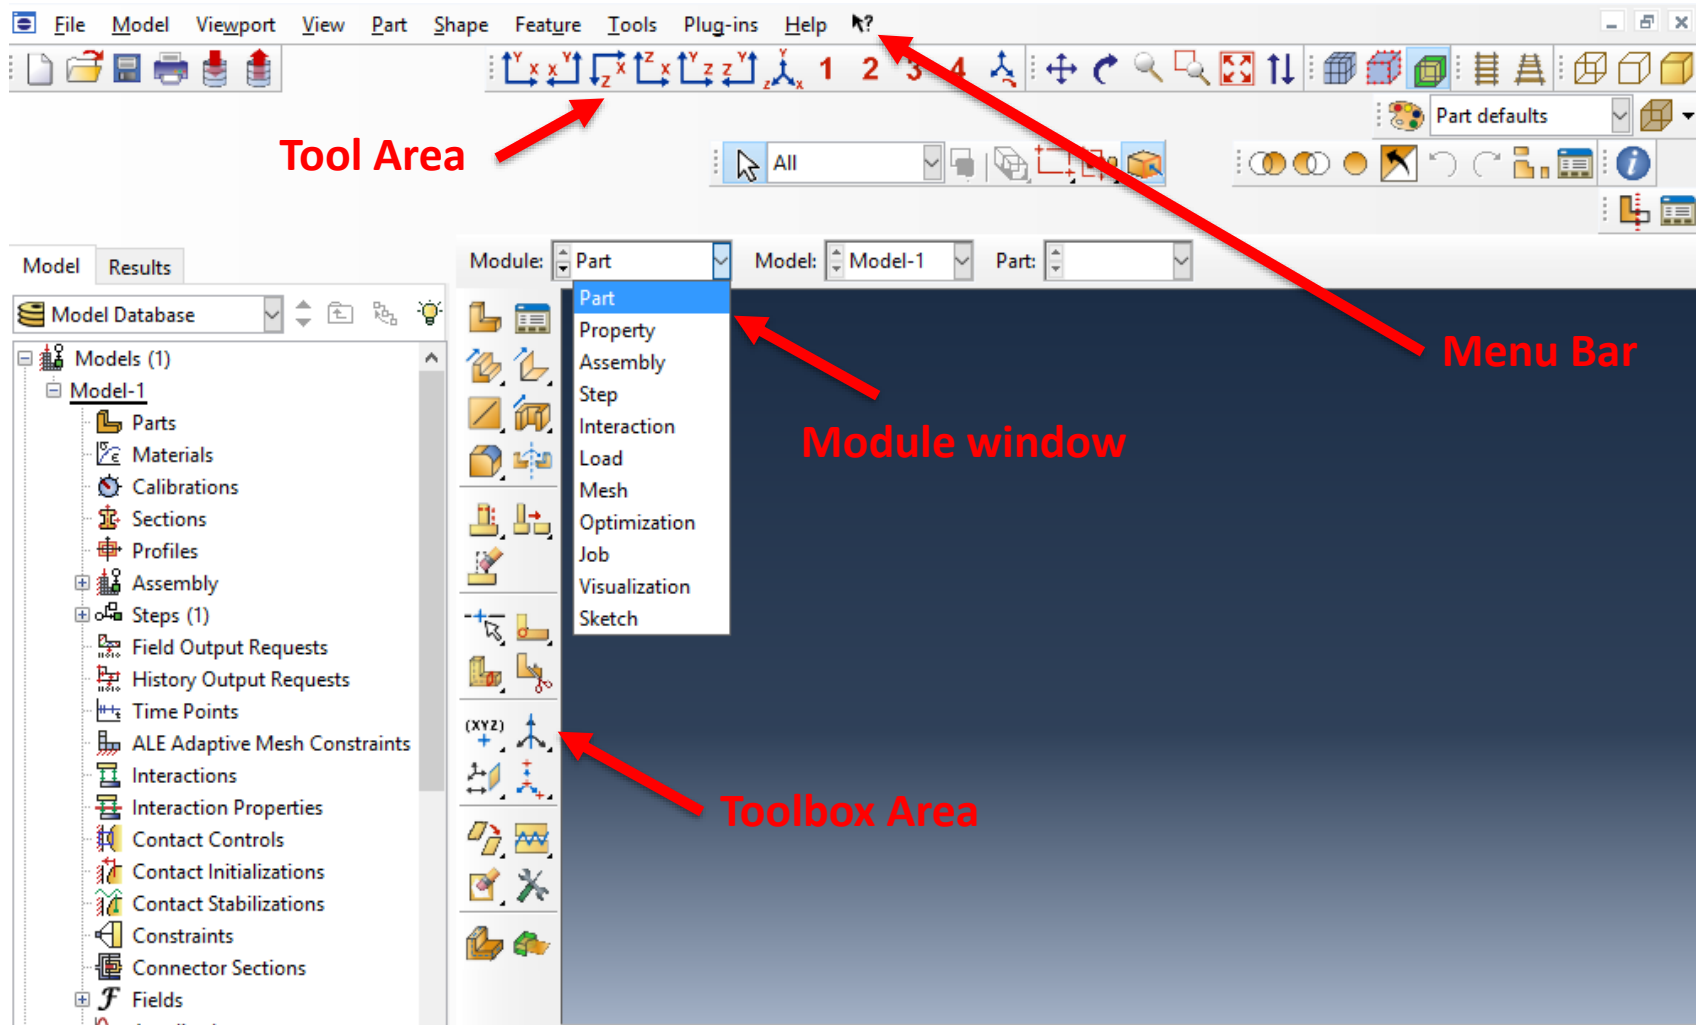 File Model Viewport View Part Shape Feature Tools Plug-ins Help ?
Y X X Y Z X Z X Y Z Z Y Y Z X 1 2 3 4
Part defaults
Tool Area
All
i
Model Results
Module: Part Model: Model-1 Part:
Model Database
Part
Property
Assembly
Step
Interaction
Load
Mesh
Optimization
Job
Visualization
Sketch
Menu Bar
Module window
Toolbox Area
(XYZ)
Models (1)
Model-1
Parts
Materials
Calibrations
Sections
Profiles
Assembly
Steps (1)
Field Output Requests
History Output Requests
Time Points
ALE Adaptive Mesh Constraints
Interactions
Interaction Properties
Contact Controls
Contact Initializations
Contact Stabilizations
Constraints
Connector Sections
Fields